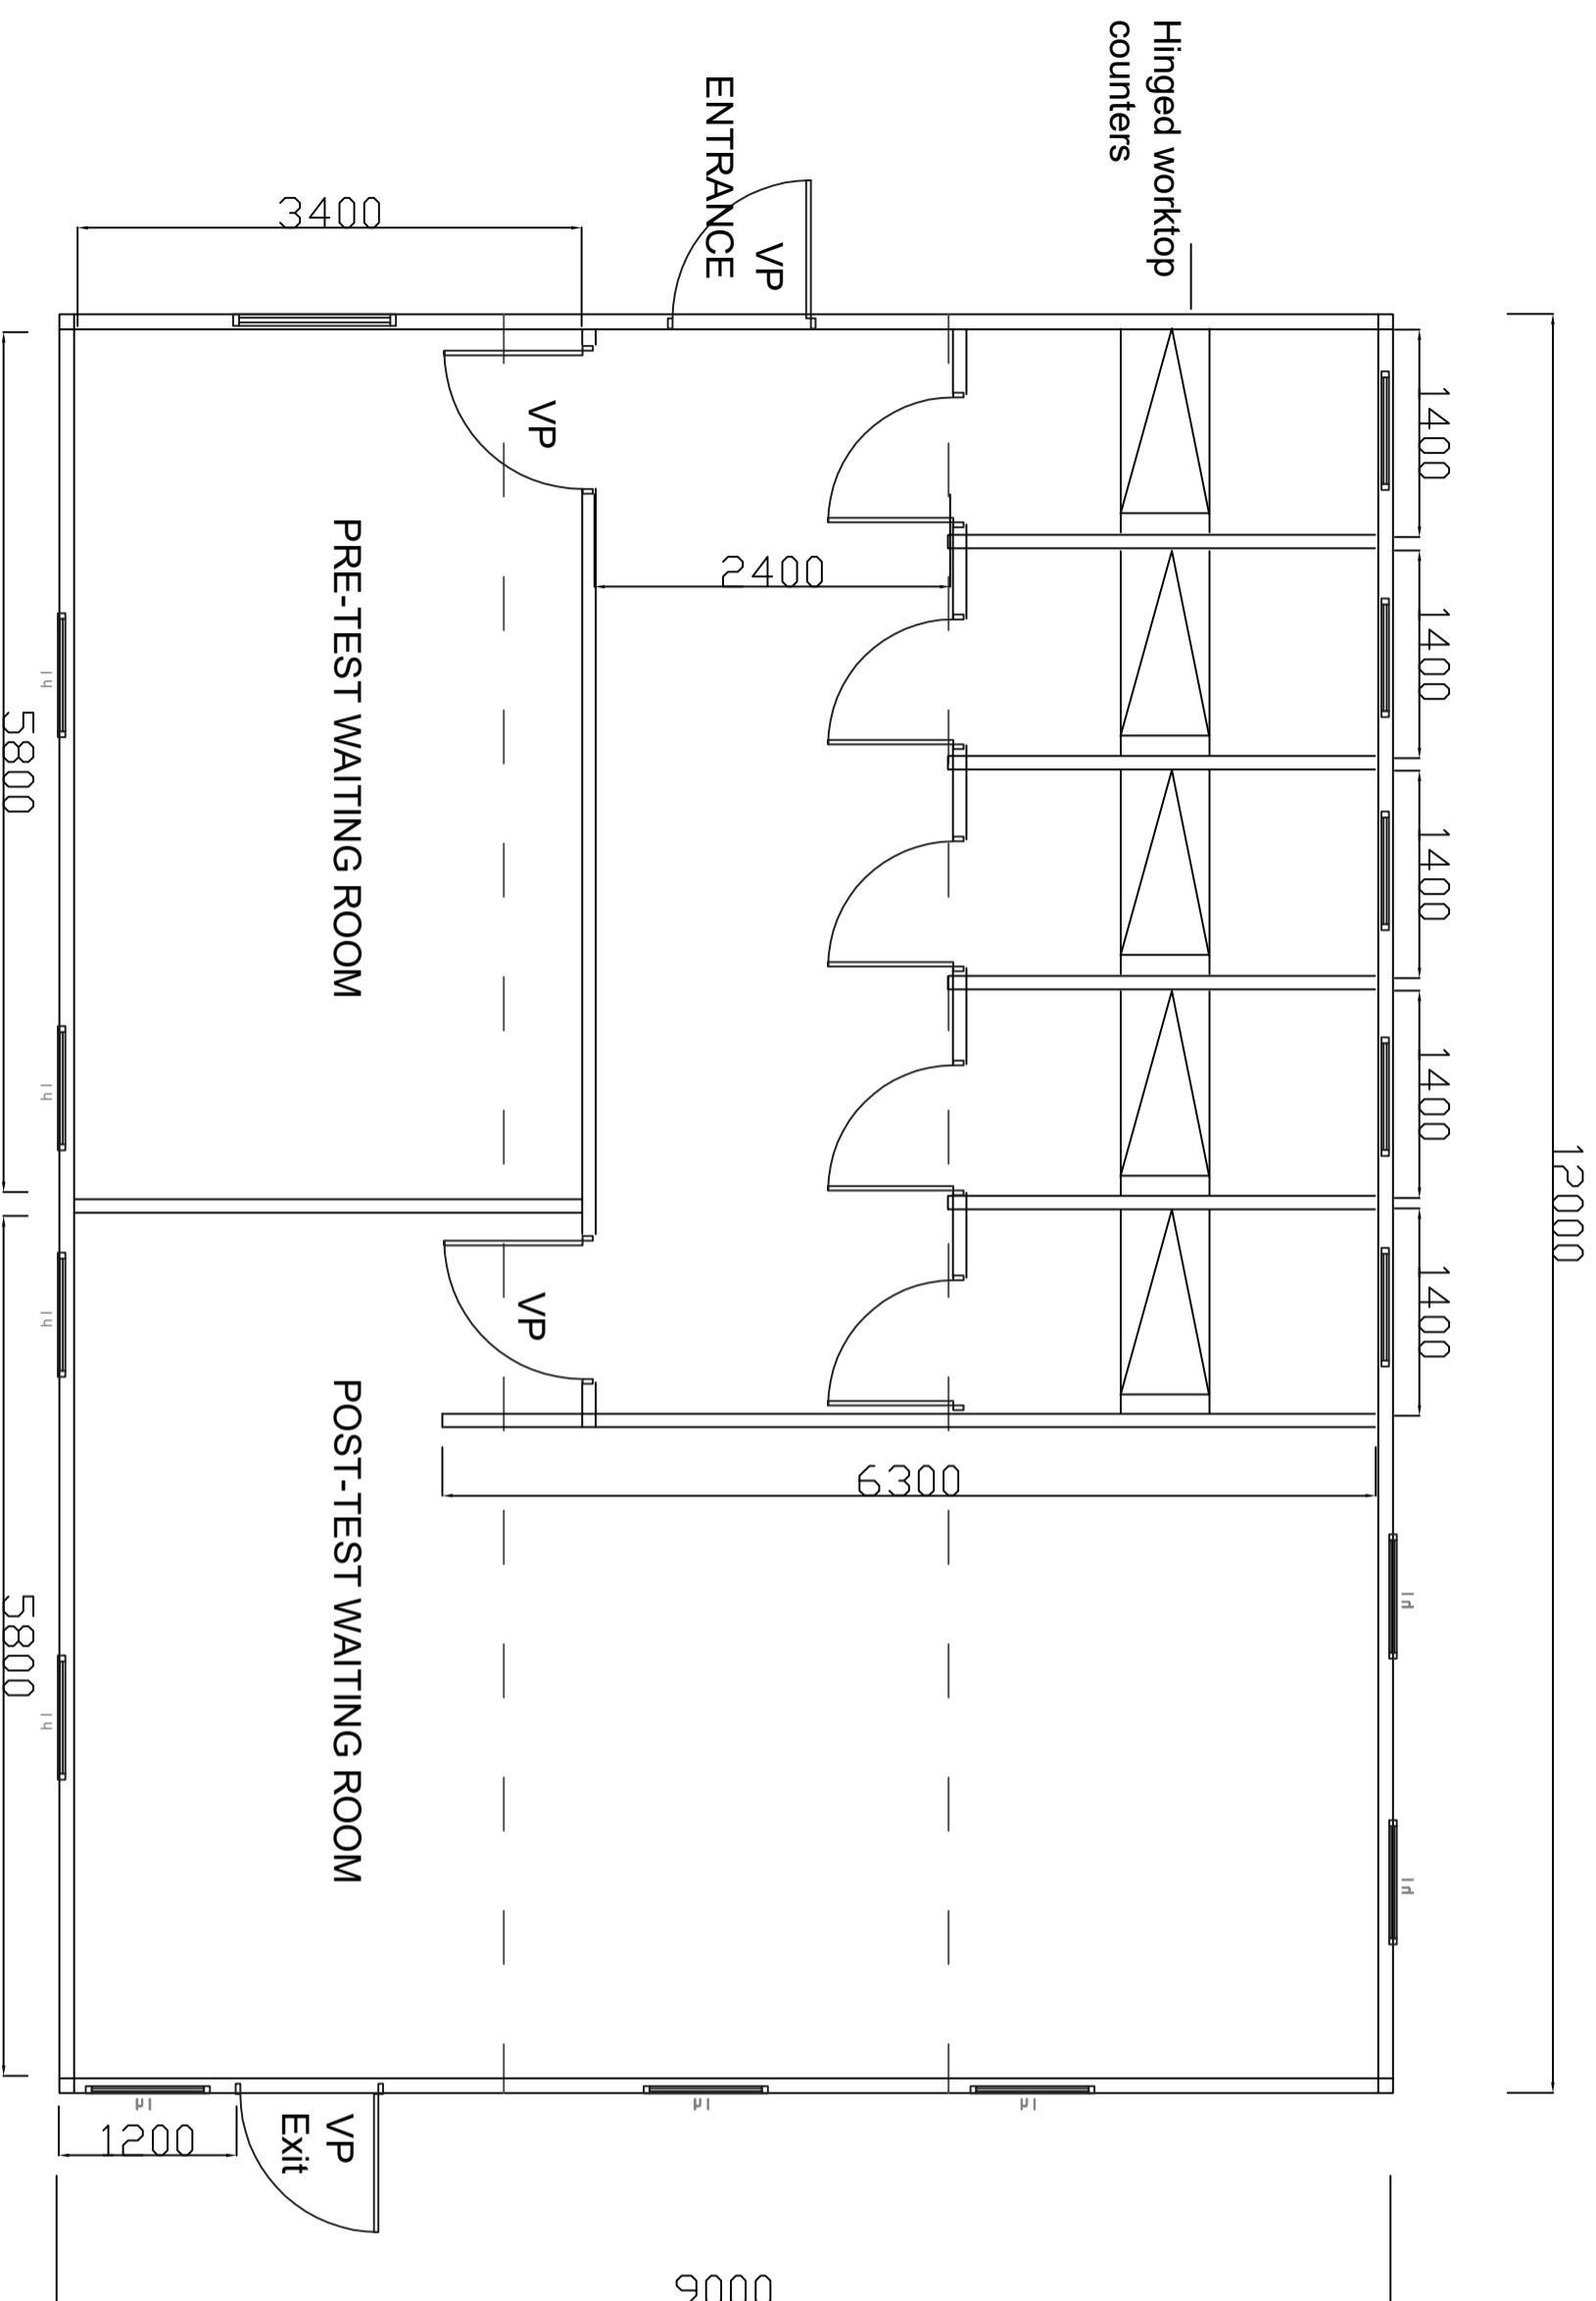 Hinged worktop
counters
ENTRANCE
VP
3400
VP
2400
1400
1400
1400
1400
1400
12000
PRE-TEST WAITING ROOM
5800
VP
6300
POST-TEST WAITING ROOM
5800
1200
VP
Exit
9000